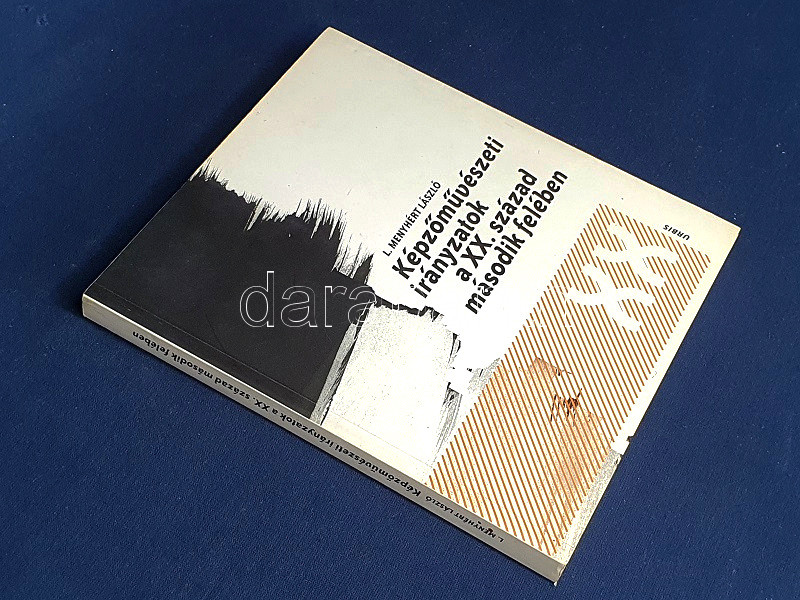 L. MENYHÉRT LÁSZLÓ
Képzőművészeti
irányzatok
a XX. század
második felében
XX
URBIS
L. MENYHÉRT LÁSZLÓ Képzőművészeti irányzatok a XX. század második felében